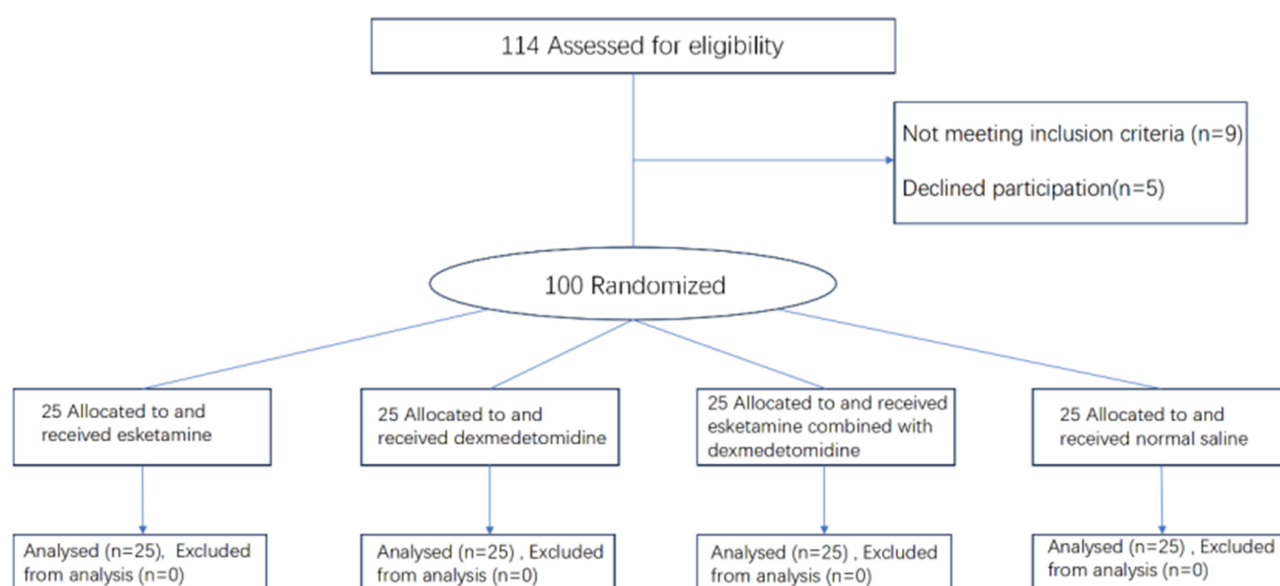 114 Assessed for eligibility
Not meeting inclusion criteria (n=9)
Declined participation(n=5)
100 Randomized
25 Allocated to and
received esketamine
25 Allocated to and
received dexmedetomidine
25 Allocated to and received
esketamine combined with
dexmedetomidine
25 Allocated to and
received normal saline
Analysed (n=25),  Excluded
from analysis (n=0)
Analysed (n=25) , Excluded
from analysis (n=0)
Analysed (n=25) , Excluded
from analysis (n=0)
Analysed (n=25) , Excluded
from analysis (n=0)